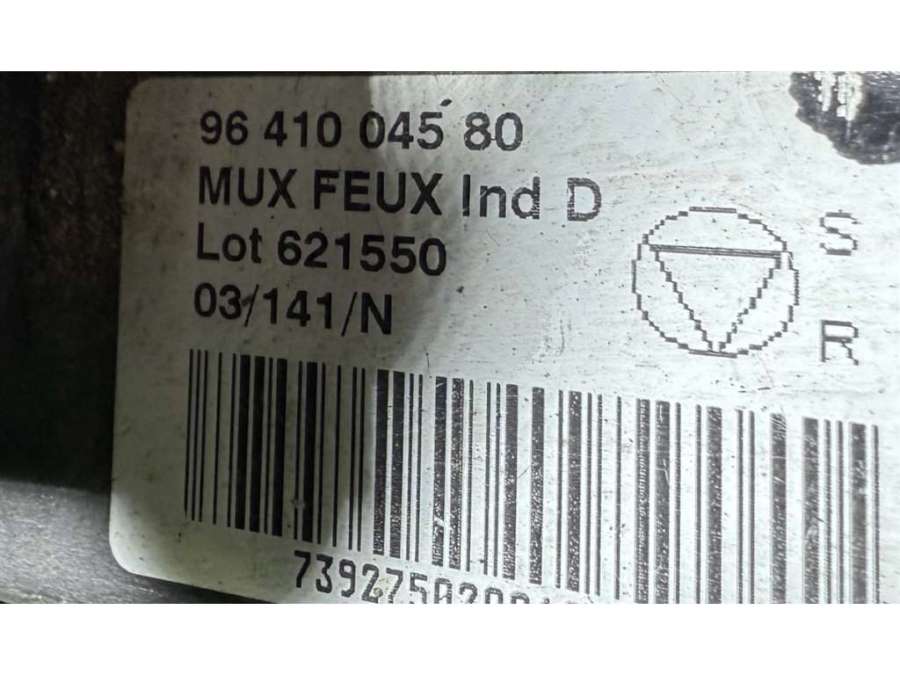 96 410 045 80
MUX FEUX Ind D
Lot 621550
03/141/N
S
R